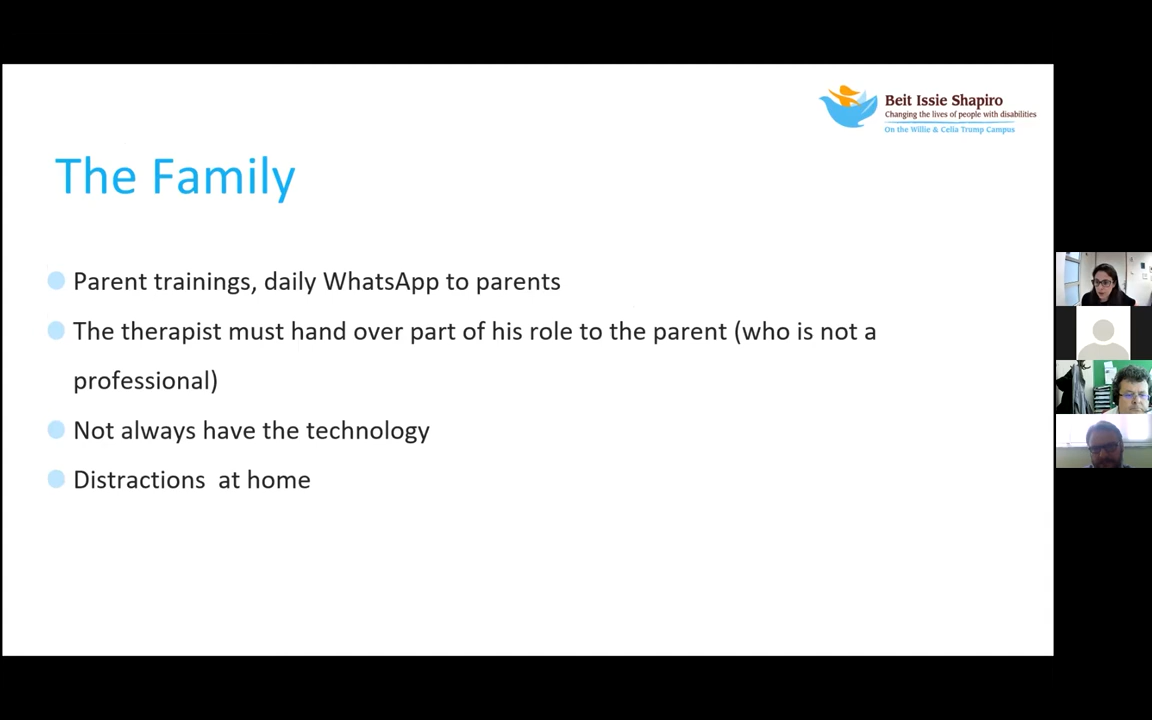 Beit Issie Shapiro
Changing the lives of people with disabilities
On the Willie & Celia Trump Campus
The Family
Parent trainings, daily WhatsApp to parents
The therapist must hand over part of his role to the parent (who is not a
professional)
Not always have the technology
Distractions  at home